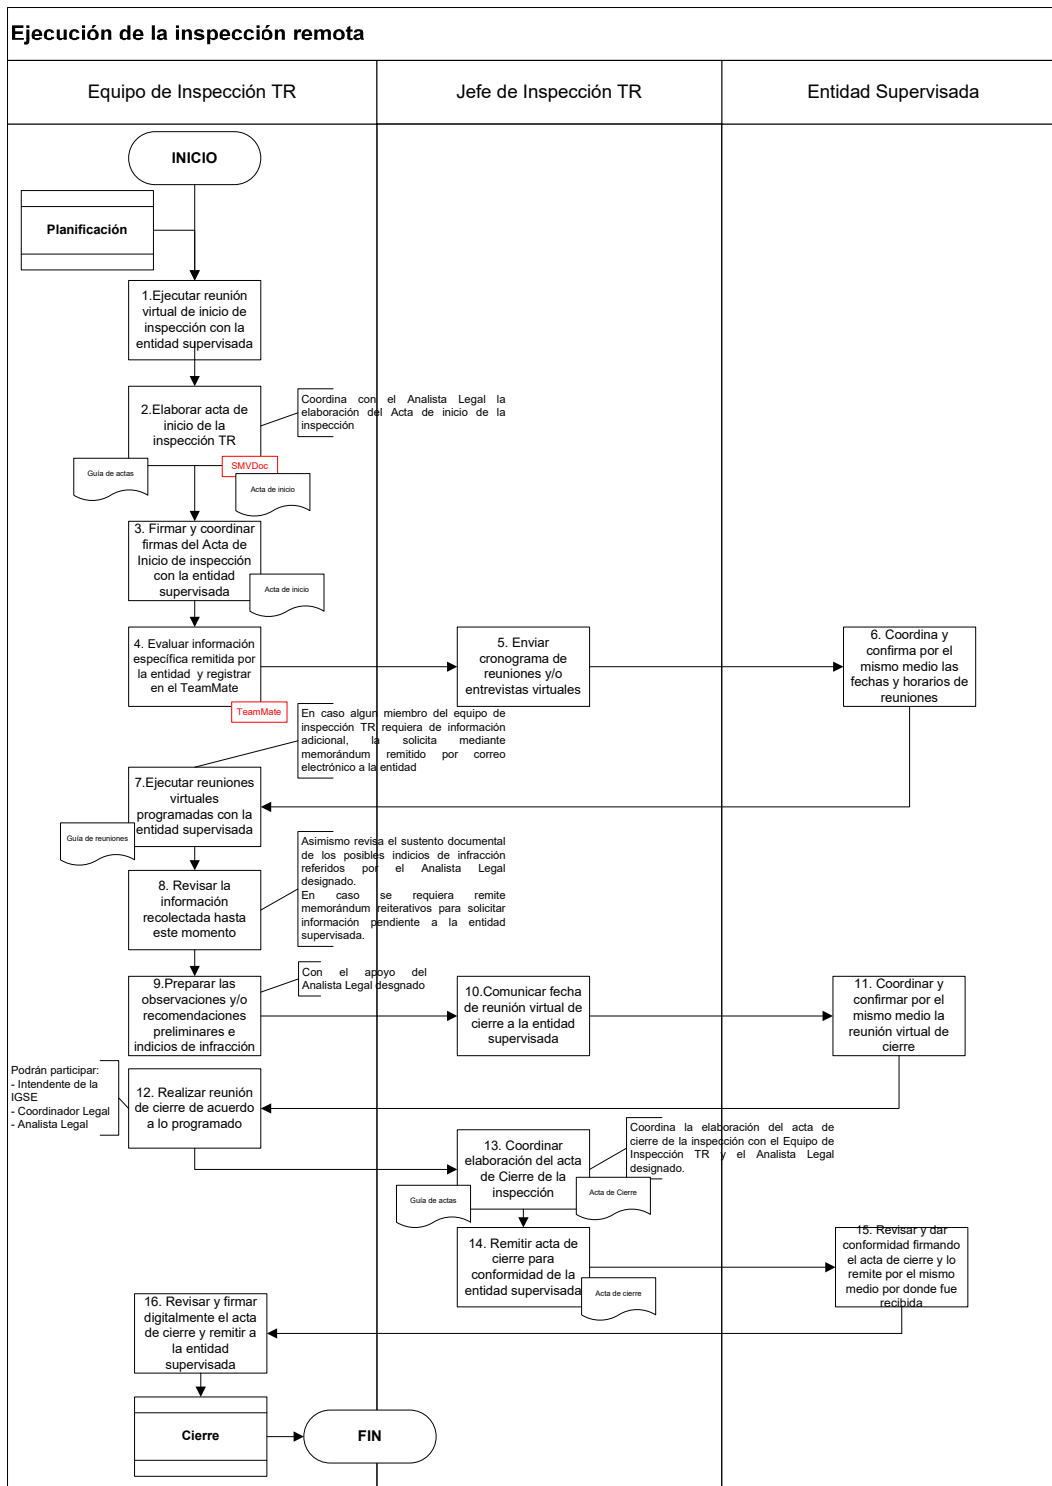 Ejecución de la inspección remota
Equipo de Inspección TR
Jefe de Inspección TR
Entidad Supervisada
INICIO
Planificación
1.Ejecutar reunión
virtual de inicio de
inspección con la
entidad supervisada
2.Elaborar acta de
inicio de la
inspección TR
Coordina con el Analista Legal la
elaboración del Acta de inicio de la
inspección
Guía de actas
SMVDoc
Acta de inicio
3. Firmar y coordinar
firmas del Acta de
Inicio de inspección
con la entidad
supervisada
Acta de inicio
4. Evaluar información
específica remitida por
la entidad y registrar
en el TeamMate
TeamMate
5. Enviar
cronograma de
reuniones y/o
entrevistas virtuales
6. Coordina y
confirma por el
mismo medio las
fechas y horarios de
reuniones
En caso algun miembro del equipo de
inspección TR requiera de información
adicional, la solicita mediante
memorándum remitido por correo
electrónico a la entidad
7.Ejecutar reuniones
virtuales
programadas con la
entidad supervisada
Guía de reuniones
Asimismo revisa el sustento documental
de los posibles indicios de infracción
referidos por el Analista Legal
designado.
En caso se requiera remite
memorándum reiterativos para solicitar
información pendiente a la entidad
supervisada.
8. Revisar la
información
recolectada hasta
este momento
Con el apoyo del
Analista Legal desgnado
9.Preparar las
observaciones y/o
recomendaciones
preliminares e
indicios de infracción
10.Comunicar fecha
de reunión virtual de
cierre a la entidad
supervisada
11. Coordinar y
confirmar por el
mismo medio la
reunión virtual de
cierre
Podrán participar:
- Intendente de la
IGSE
- Coordinador Legal
- Analista Legal
12. Realizar reunión
de cierre de acuerdo
a lo programado
13. Coordinar
elaboración del acta
de Cierre de la
inspección
Coordina la elaboración del acta de
cierre de la inspección con el Equipo de
Inspección TR y el Analista Legal
designado.
Guía de actas
Acta de Cierre
14. Remitir acta de
cierre para
conformidad de la
entidad supervisada
Acta de cierre
15. Revisar y dar
conformidad firmando
el acta de cierre y lo
remite por el mismo
medio por donde fue
recibida
16. Revisar y firmar
digitalmente el acta
de cierre y remitir a
la entidad
supervisada
Cierre
FIN